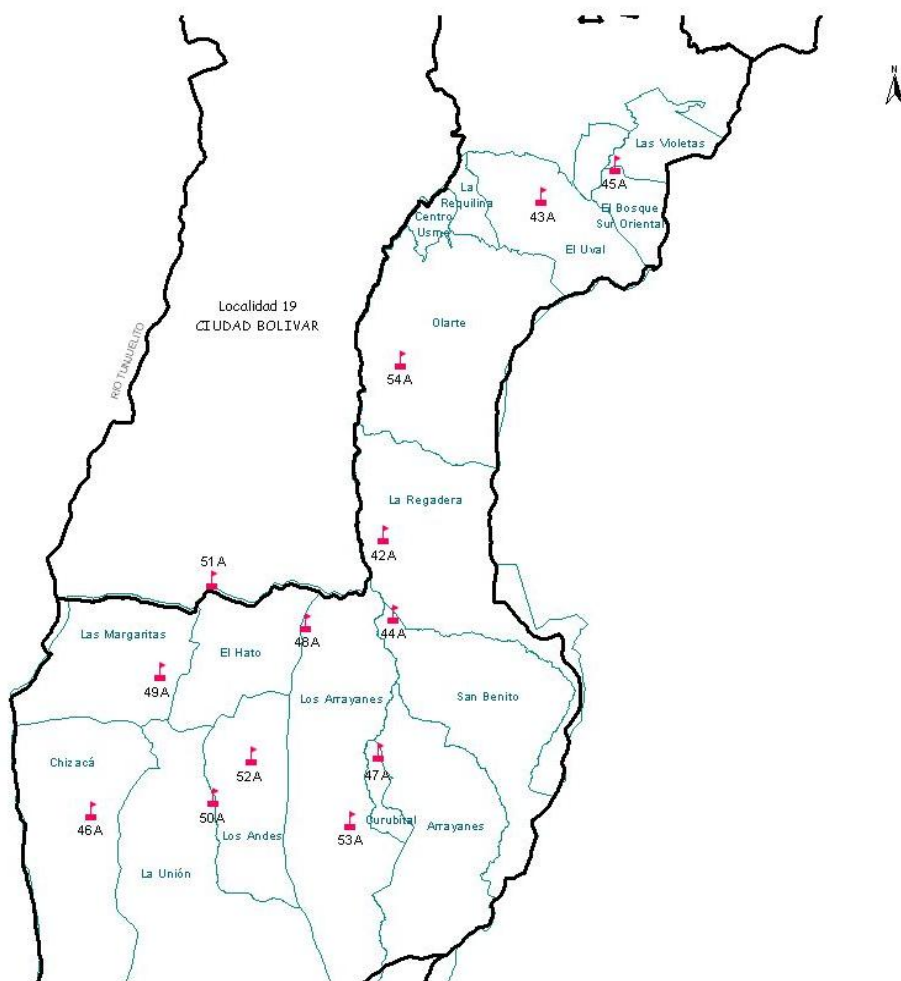 N
Las Violetas
45A
La
Requilina
43A
El Bosque
Sur Oriental
Centro
Usme
El Uval
Localidad 19
CIUDAD BOLIVAR
RIO TUNJUELITO
Olarte
54A
La Regadera
42A
51A
Las Margaritas
El Hato
48A
44A
49A
Los Arrayanes
San Benito
Chizacá
52A
47A
46A
50A
Los Andes
53A
Curubital
Arrayanes
La Unión